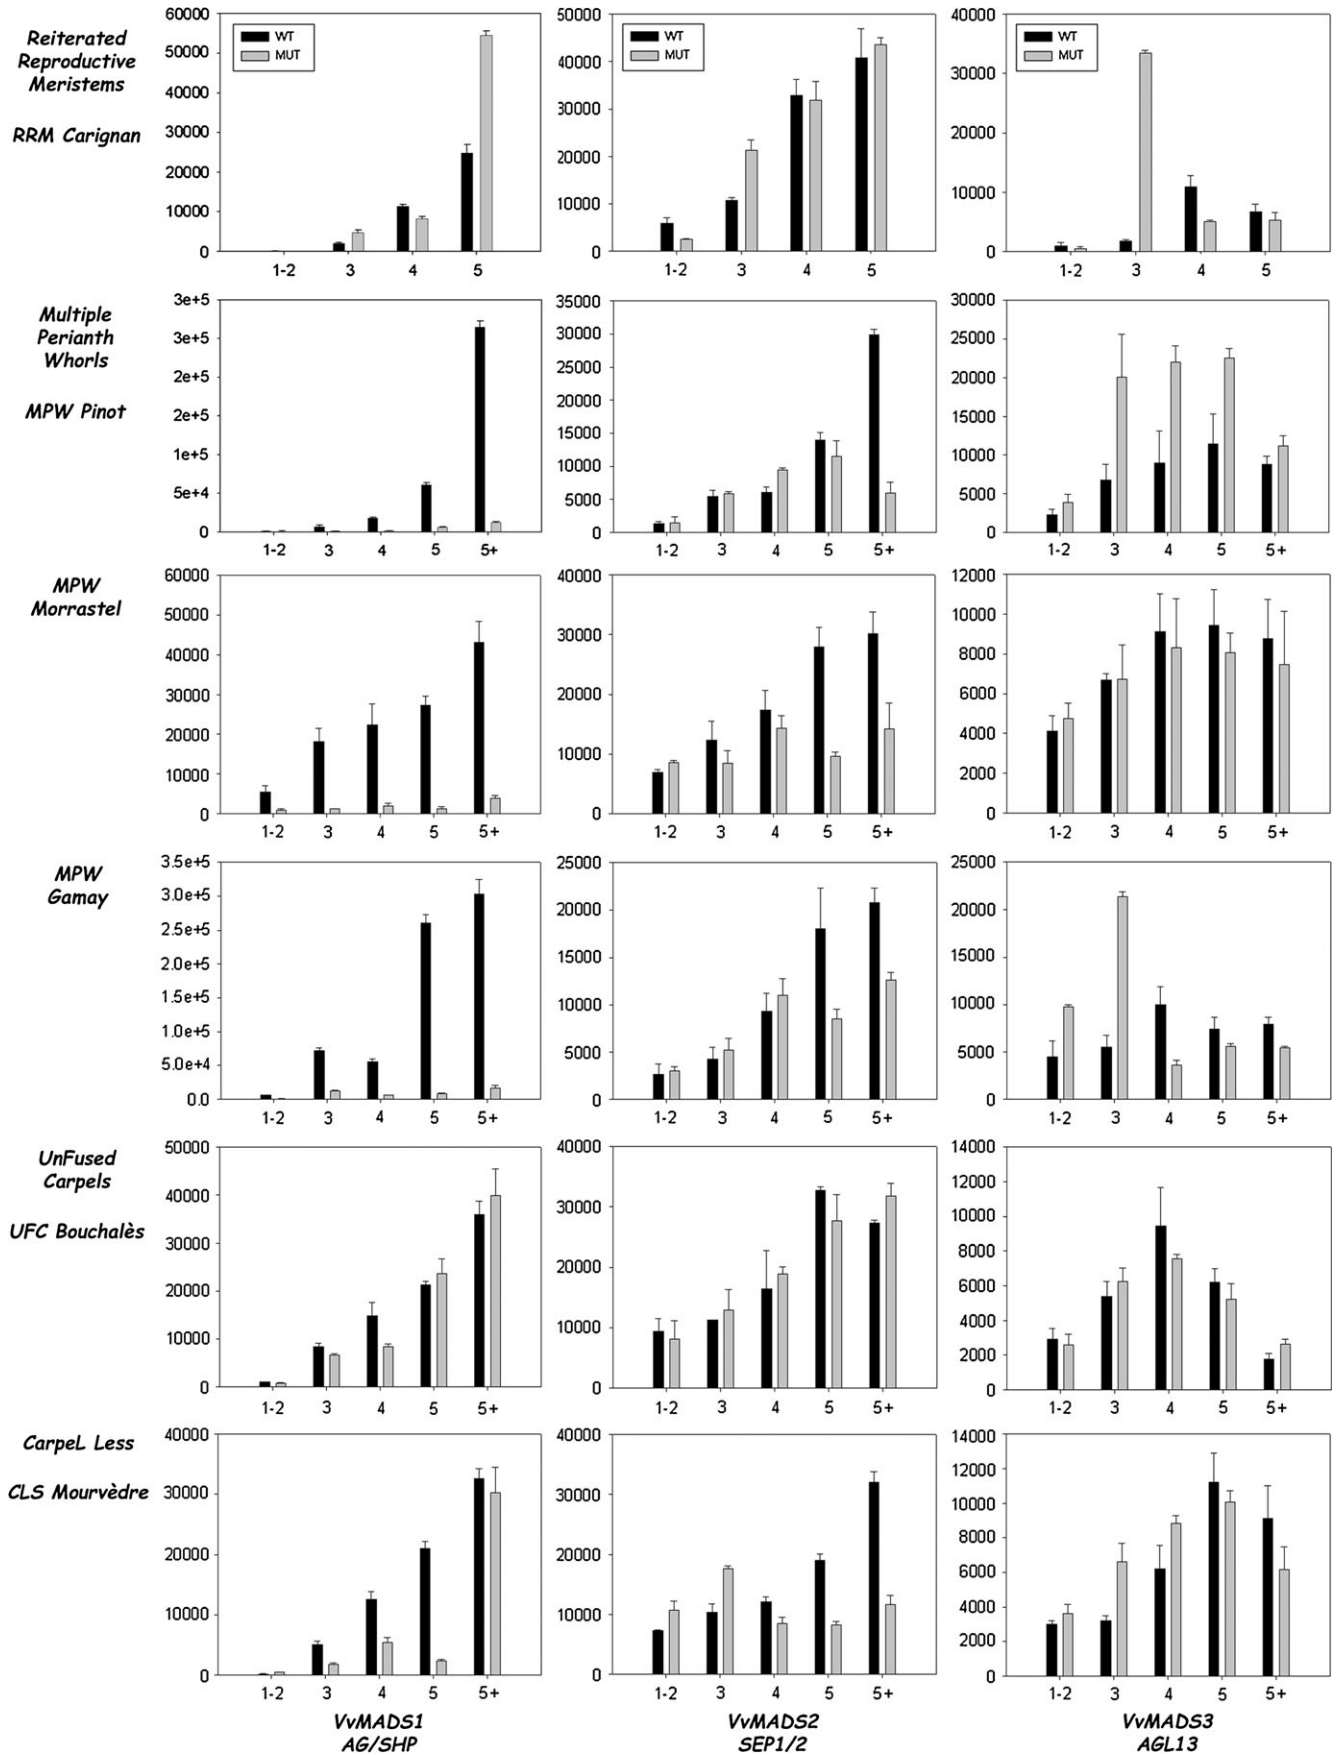 Reiterated
Reproductive
Meristems
RRM Carignan
60000
50000
40000
30000
20000
10000
0
WT
MUT
1-2 3 4 5
50000
40000
30000
20000
10000
0
WT
MUT
1-2 3 4 5
40000
30000
20000
10000
0
WT
MUT
1-2 3 4 5
Multiple
Perianth
Whorls
MPW Pinot
3e+5
3e+5
2e+5
2e+5
1e+5
5e+4
0
1-2 3 4 5 5+
35000
30000
25000
20000
15000
10000
5000
0
1-2 3 4 5 5+
30000
25000
20000
15000
10000
5000
0
1-2 3 4 5 5+
MPW
Morrastel
60000
50000
40000
30000
20000
10000
0
1-2 3 4 5 5+
40000
30000
20000
10000
0
1-2 3 4 5 5+
12000
10000
8000
6000
4000
2000
0
1-2 3 4 5 5+
MPW
Gamay
3.5e+5
3.0e+5
2.5e+5
2.0e+5
1.5e+5
1.0e+5
5.0e+4
0.0
1-2 3 4 5 5+
25000
20000
15000
10000
5000
0
1-2 3 4 5 5+
25000
20000
15000
10000
5000
0
1-2 3 4 5 5+
UnFused
Carpels
UFC Bouchalès
50000
40000
30000
20000
10000
0
1-2 3 4 5 5+
40000
30000
20000
10000
0
1-2 3 4 5 5+
14000
12000
10000
8000
6000
4000
2000
0
1-2 3 4 5 5+
CarpeL Less
CLS Mourvèdre
40000
30000
20000
10000
0
1-2 3 4 5 5+
VvMADS1
AG/SHP
40000
30000
20000
10000
0
1-2 3 4 5 5+
VvMADS2
SEP1/2
14000
12000
10000
8000
6000
4000
2000
0
1-2 3 4 5 5+
VvMADS3
AGL13